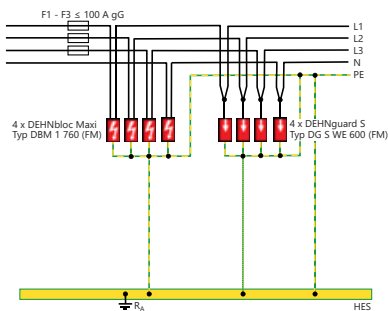 F1 - F3 ≤ 100 A gG
L1
L2
L3
N
PE
4 x DEHNbloc Maxi
Typ DBM 1 760 (FM)
4 x DEHNguard S
Typ DG S WE 600 (FM)
RA
HES